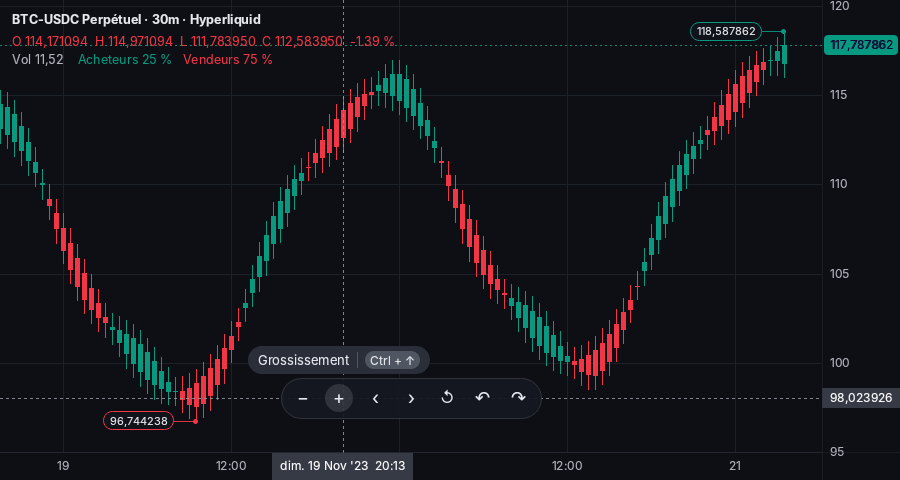 BTC-USDC Perpétuel · 30m · Hyperliquid
O 114,171094 H 114,971094 L 111,783950 C 112,583950 -1.39 %
Vol 11,52 Acheteurs 25 % Vendeurs 75 %
120
118,587862
117,787862
115
110
105
100
98,023926
95
96,744238
Grossissement Ctrl + ↑
19
12:00
dim. 19 Nov '23 20:13
12:00
21